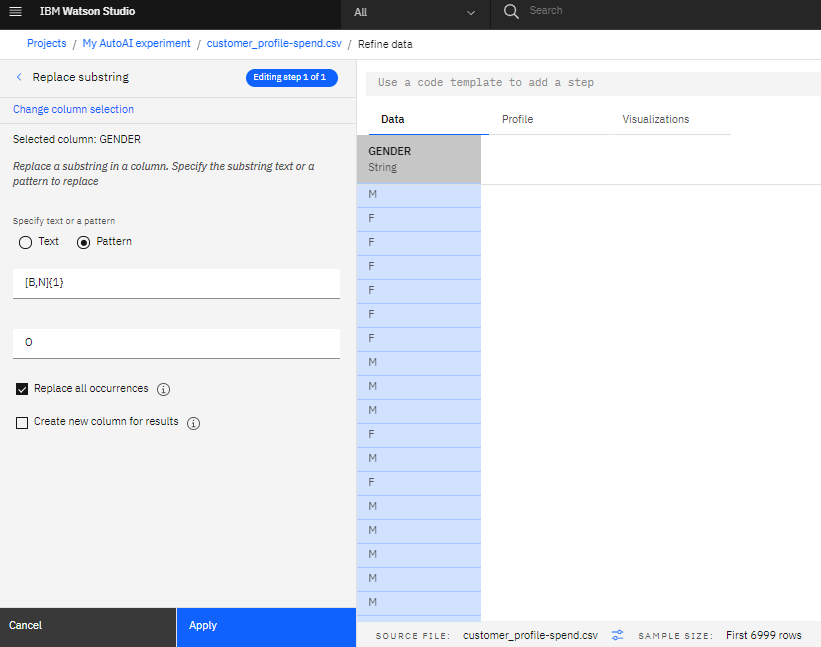 IBM Watson Studio
All
Search
Projects / My AutoAI experiment / customer_profile-spend.csv / Refine data
Replace substring
Editing step 1 of 1
Change column selection
Selected column: GENDER
Replace a substring in a column. Specify the substring text or a
pattern to replace
Specify text or a pattern
Text
Pattern
[B,N]{1}
O
Replace all occurrences
Create new column for results
Cancel
Apply
Use a code template to add a step
Data
Profile
Visualizations
GENDER
String
M
F
F
F
F
F
F
M
M
M
F
M
F
M
M
M
M
M
SOURCE FILE: customer_profile-spend.csv
SAMPLE SIZE: First 6999 rows